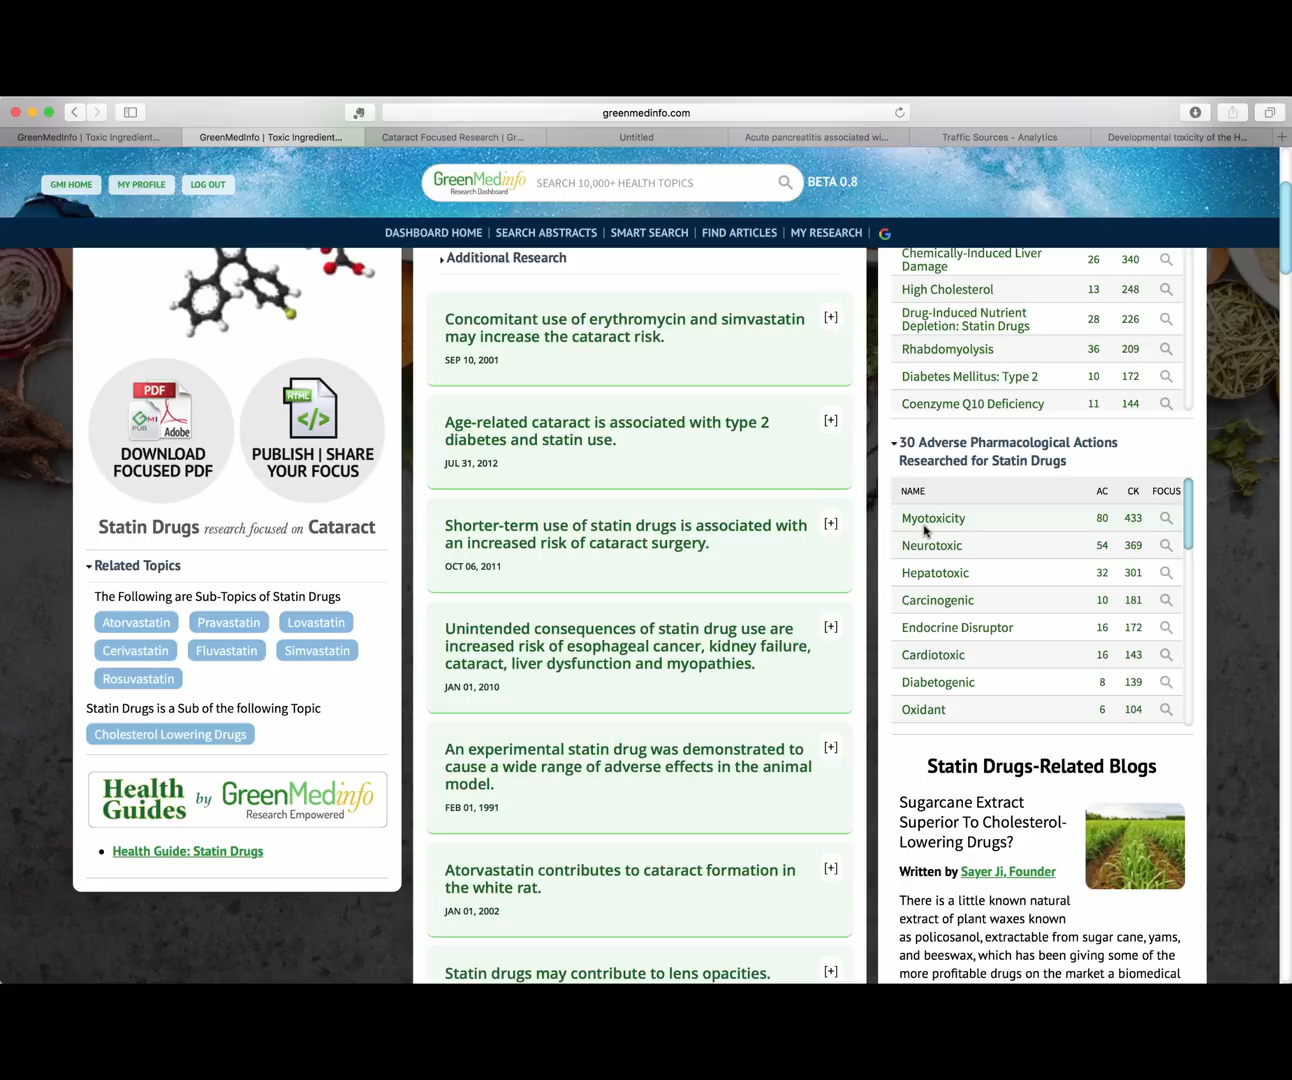 greenmedinfo.com
GreenMedInfo | Toxic Ingredient...
GreenMedInfo | Toxic Ingredient...
Cataract Focused Research | Gr...
Untitled
Acute pancreatitis associated wi...
Traffic Sources - Analytics
Developmental toxicity of the H...
GMI HOME
MY PROFILE
LOG OUT
GreenMedinfo
Research Dashboard
SEARCH 10,000+ HEALTH TOPICS
BETA 0.8
DASHBOARD HOME | SEARCH ABSTRACTS | SMART SEARCH | FIND ARTICLES | MY RESEARCH | G
PDF
GMI
PUB
Adobe
DOWNLOAD
FOCUSED PDF
HTML
</>
PUBLISH | SHARE
YOUR FOCUS
Statin Drugs research focused on Cataract
Related Topics
The Following are Sub-Topics of Statin Drugs
Atorvastatin
Pravastatin
Lovastatin
Cerivastatin
Fluvastatin
Simvastatin
Rosuvastatin
Statin Drugs is a Sub of the following Topic
Cholesterol Lowering Drugs
Health
Guides
by
GreenMedinfo
Research Empowered
Health Guide: Statin Drugs
Additional Research
Concomitant use of erythromycin and simvastatin
may increase the cataract risk.
[+]
SEP 10, 2001
Age-related cataract is associated with type 2
diabetes and statin use.
[+]
JUL 31, 2012
Shorter-term use of statin drugs is associated with
an increased risk of cataract surgery.
[+]
OCT 06, 2011
Unintended consequences of statin drug use are
increased risk of esophageal cancer, kidney failure,
cataract, liver dysfunction and myopathies.
[+]
JAN 01, 2010
An experimental statin drug was demonstrated to
cause a wide range of adverse effects in the animal
model.
[+]
FEB 01, 1991
Atorvastatin contributes to cataract formation in
the white rat.
[+]
JAN 01, 2002
Statin drugs may contribute to lens opacities.
[+]
Chemically-Induced Liver
Damage
26 340
High Cholesterol 13 248
Drug-Induced Nutrient
Depletion: Statin Drugs
28 226
Rhabdomyolysis 36 209
Diabetes Mellitus: Type 2 10 172
Coenzyme Q10 Deficiency 11 144
30 Adverse Pharmacological Actions
Researched for Statin Drugs
NAME AC CK FOCUS
Myotoxicity 80 433
Neurotoxic 54 369
Hepatotoxic 32 301
Carcinogenic 10 181
Endocrine Disruptor 16 172
Cardiotoxic 16 143
Diabetogenic 8 139
Oxidant 6 104
Statin Drugs-Related Blogs
Sugarcane Extract
Superior To Cholesterol-
Lowering Drugs?
Written by Sayer Ji, Founder
There is a little known natural
extract of plant waxes known
as policosanol, extractable from sugar cane, yams,
and beeswax, which has been giving some of the
more profitable drugs on the market a biomedical